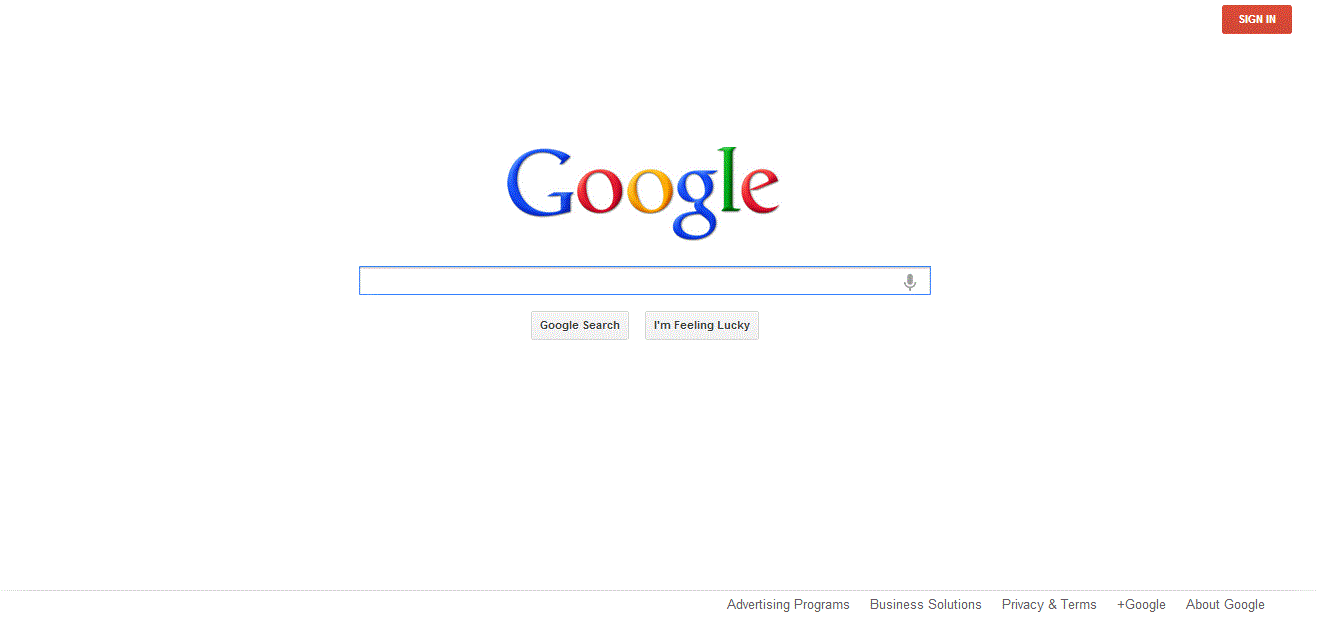 SIGN IN
Google
Google Search I'm Feeling Lucky
Advertising Programs Business Solutions Privacy & Terms +Google About Google